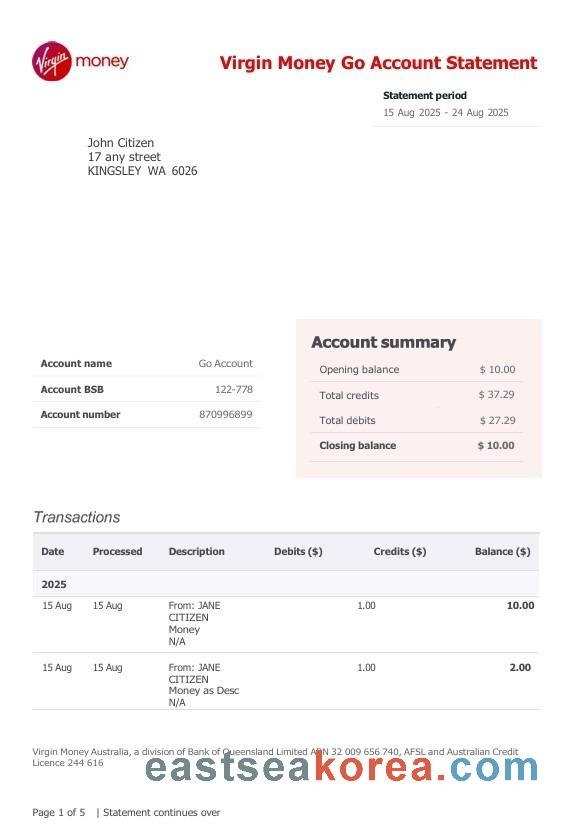 Virgin money
Virgin Money Go Account Statement
Statement period
15 Aug 2025 - 24 Aug 2025
John Citizen
17 any street
KINGSLEY WA 6026
Account name Go Account
Account BSB 122-778
Account number 870996899
Account summary
Opening balance $ 10.00
Total credits $ 37.29
Total debits $ 27.29
Closing balance $ 10.00
Transactions
Date Processed Description Debits ($) Credits ($) Balance ($)
2025
15 Aug 15 Aug From: JANE 1.00 10.00
CITIZEN
Money
N/A
15 Aug 15 Aug From: JANE 1.00 2.00
CITIZEN
Money as Desc
N/A
Virgin Money Australia, a division of Bank of Queensland Limited ABN 32 009 656 740, AFSL and Australian Credit
Licence 244 616
eastseakorea.com
Page 1 of 5 | Statement continues over